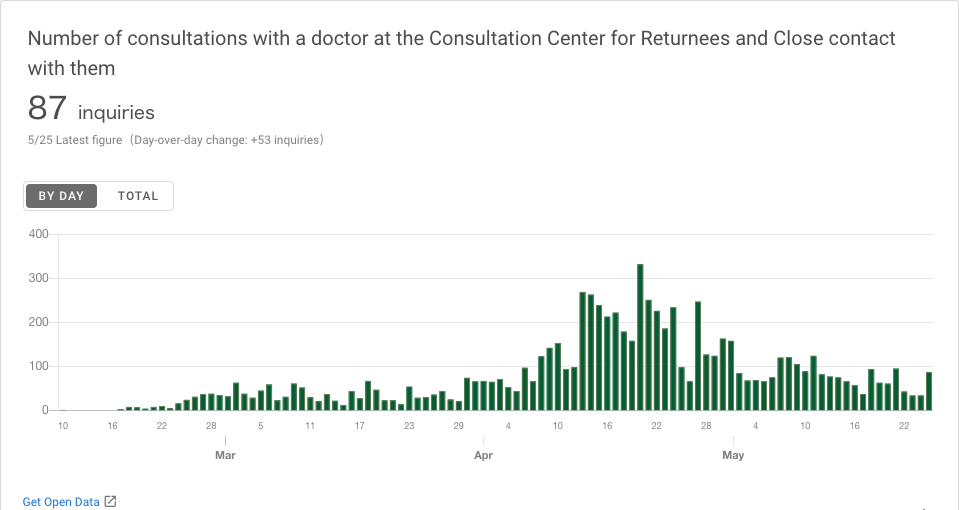 Number of consultations with a doctor at the Consultation Center for Returnees and Close contact
with them
87 inquiries
5/25 Latest figure（Day-over-day change: +53 inquiries）
BY DAY TOTAL
400
300
200
100
0
10 16 22 28 5 11 17 23 29 4 10 16 22 28 4 10 16 22
Mar Apr May
Get Open Data